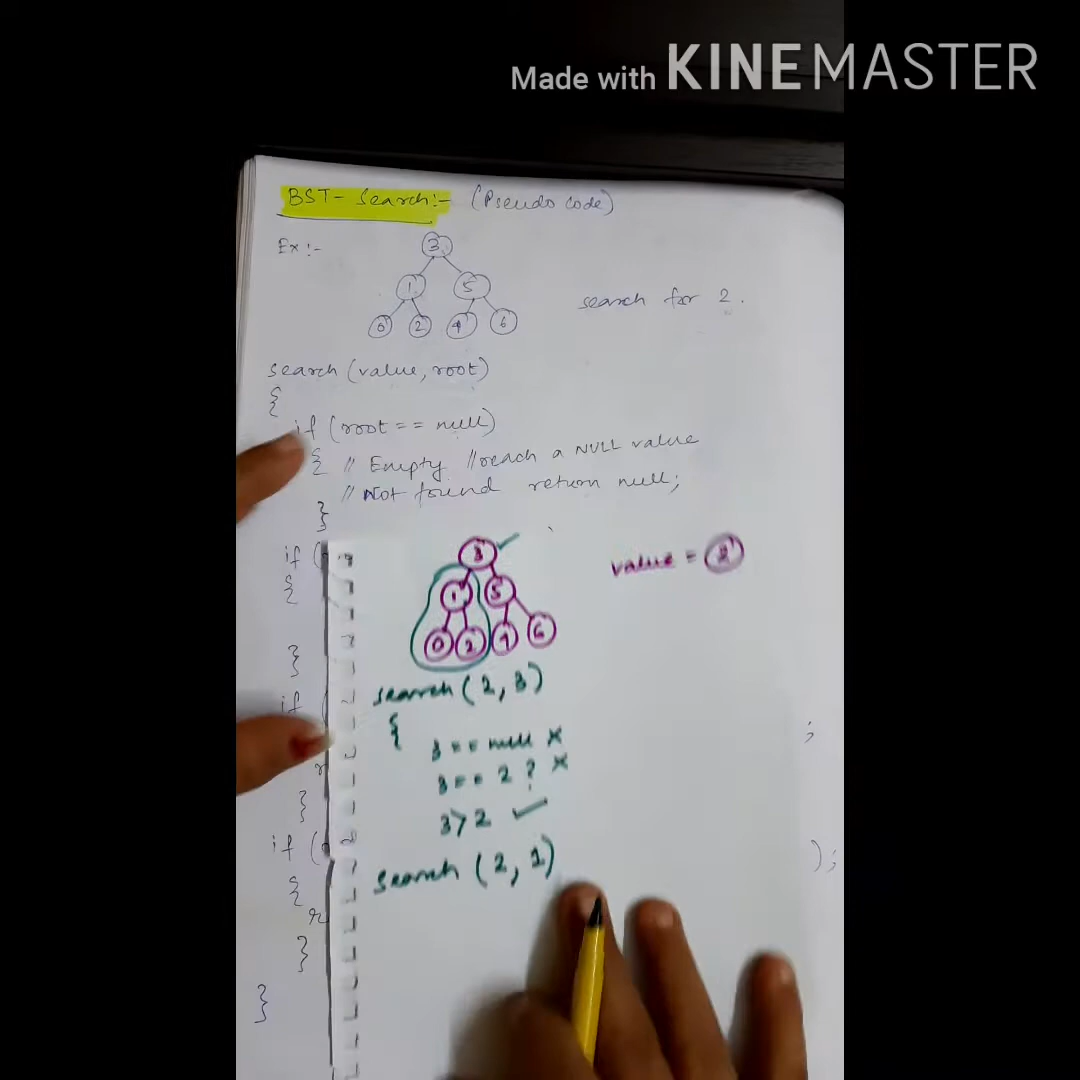 Made with KINEMASTER
BST- Search:- (Pseudo Code)
Ex:-
3
1 5
0 2 4 6
search for 2.
search (value, root)
{
if (root == null)
{ // Empty //reach a NULL value
// Not found return null;
}
if (
{
}
if (
r
}
if (
{
r
}
}
;
);
3
1 5
0 2 4 6
value = 2
search (2, 3)
{
3 == null X
3 == 2 ? X
3>2 ✓
search (2, 1)